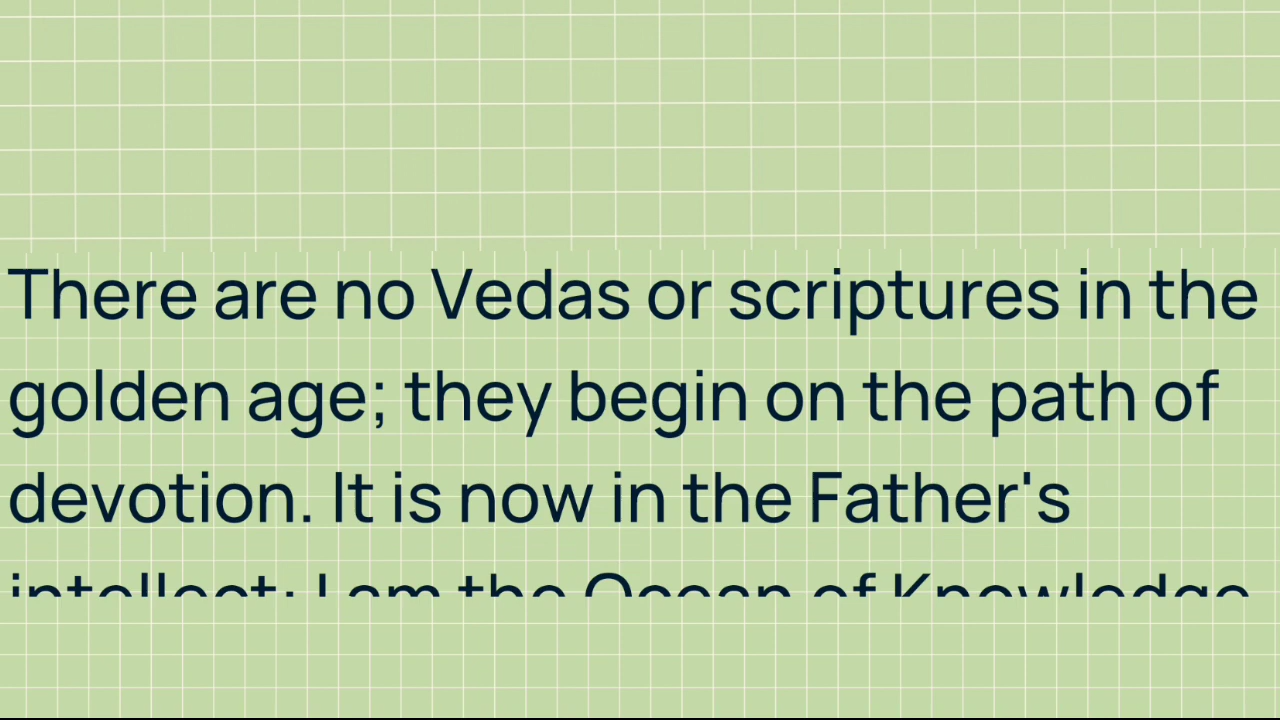 There are no Vedas or scriptures in the
golden age; they begin on the path of
devotion. It is now in the Father's
intellect: I am the Ocean of Knowledge